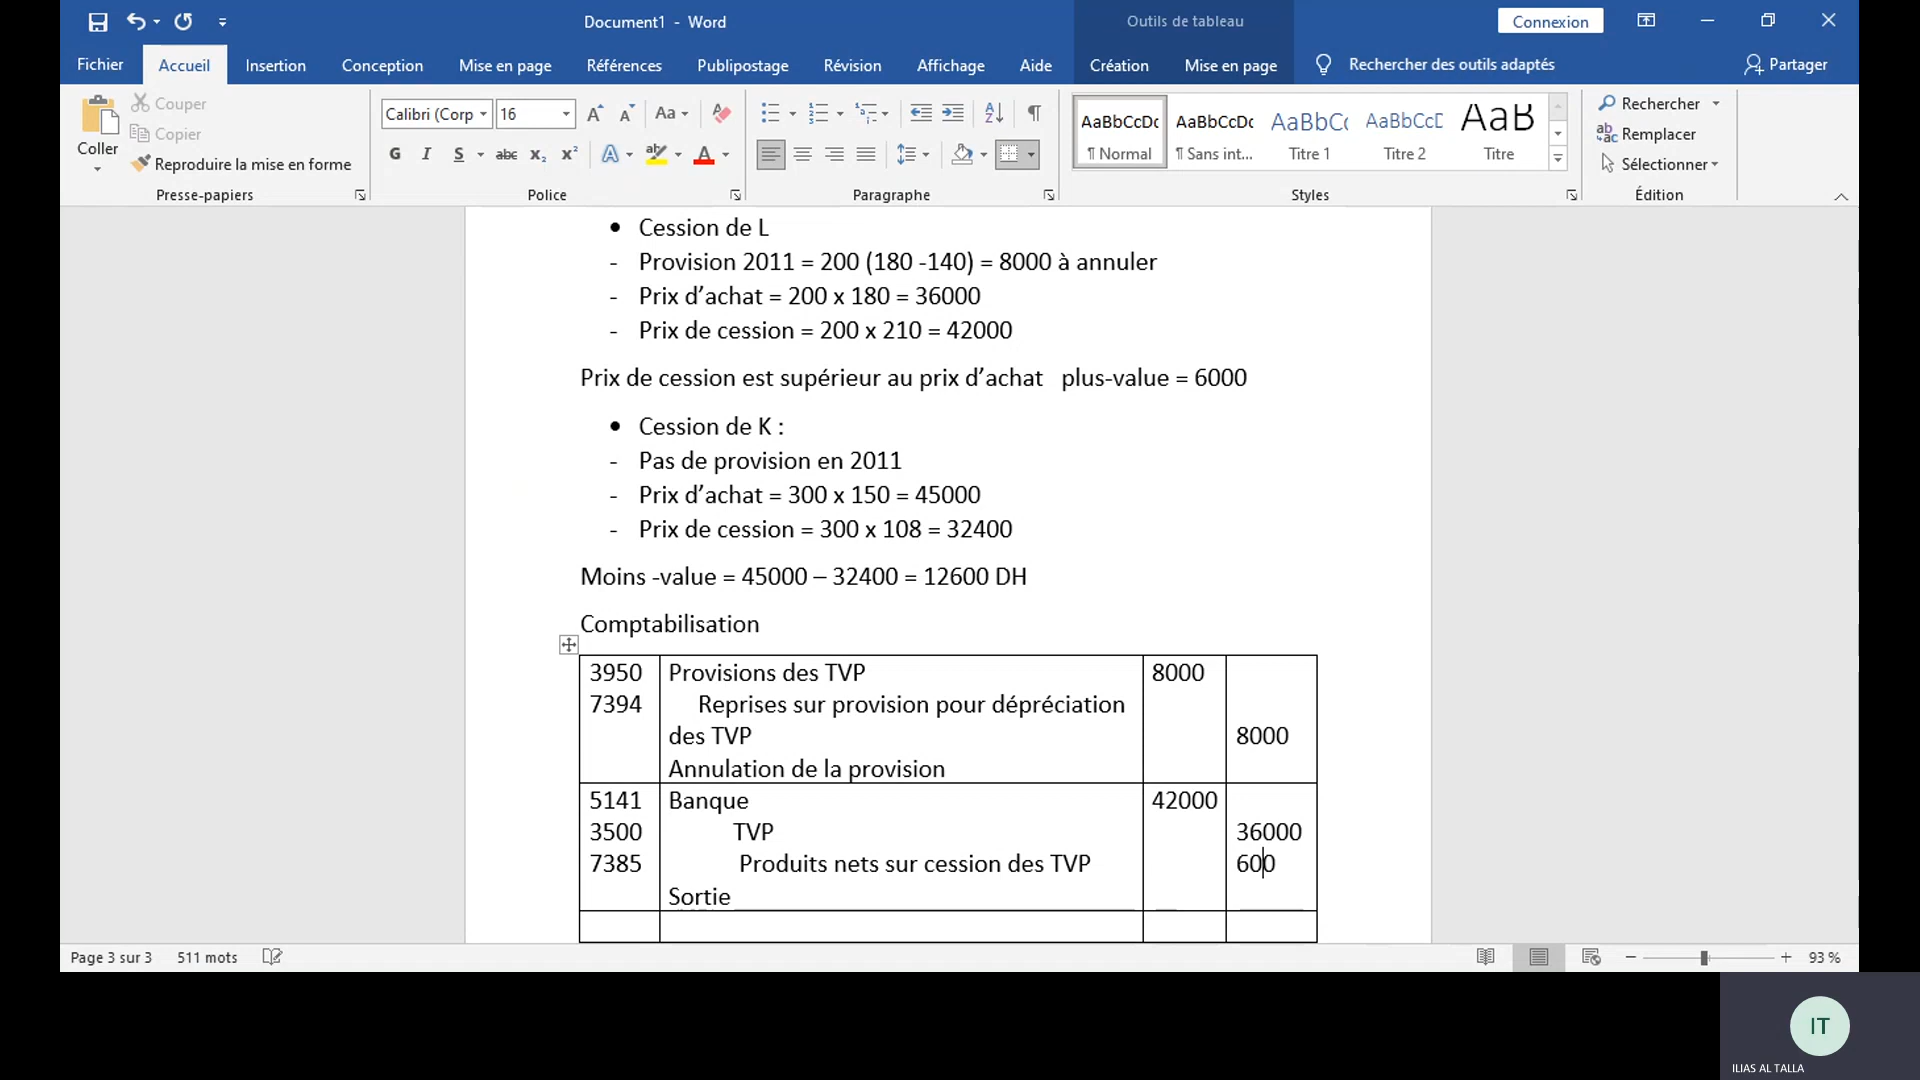 Document1 - Word
Outils de tableau
Connexion
Fichier
Accueil
Insertion
Conception
Mise en page
Références
Publipostage
Révision
Affichage
Aide
Création
Mise en page
Rechercher des outils adaptés
Partager
Coller
Couper
Copier
Reproduire la mise en forme
Presse-papiers
Calibri (Corp
16
Aa
G I S abc x₂ x² A A
Police
Paragraphe
AaBbCcDc
¶ Normal
AaBbCcDc
¶ Sans int...
AaBbCc
Titre 1
AaBbCcD
Titre 2
AaB
Titre
Styles
Rechercher
Remplacer
Sélectionner
Édition
• Cession de L
- Provision 2011 = 200 (180 -140) = 8000 à annuler
- Prix d’achat = 200 x 180 = 36000
- Prix de cession = 200 x 210 = 42000
Prix de cession est supérieur au prix d’achat plus-value = 6000
• Cession de K :
- Pas de provision en 2011
- Prix d’achat = 300 x 150 = 45000
- Prix de cession = 300 x 108 = 32400
Moins -value = 45000 – 32400 = 12600 DH
Comptabilisation
3950 Provisions des TVP 8000
7394 Reprises sur provision pour dépréciation
des TVP 8000
Annulation de la provision
5141 Banque 42000
3500 TVP 36000
7385 Produits nets sur cession des TVP 600
Sortie
Page 3 sur 3
511 mots
93 %
IT
ILIAS AL TALLA